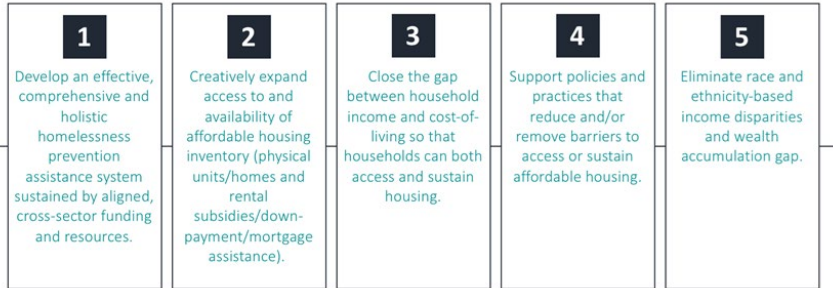 1
Develop an effective,
comprehensive and
holistic
homelessness
prevention
assistance system
sustained by aligned,
cross-sector funding
and resources.
2
Creatively expand
access to and
availability of
affordable housing
inventory (physical
units/homes and
rental
subsidies/down-
payment/mortgage
assistance).
3
Close the gap
between household
income and cost-of-
living so that
households can both
access and sustain
housing.
4
Support policies and
practices that
reduce and/or
remove barriers to
access or sustain
affordable housing.
5
Eliminate race and
ethnicity-based
income disparities
and wealth
accumulation gap.